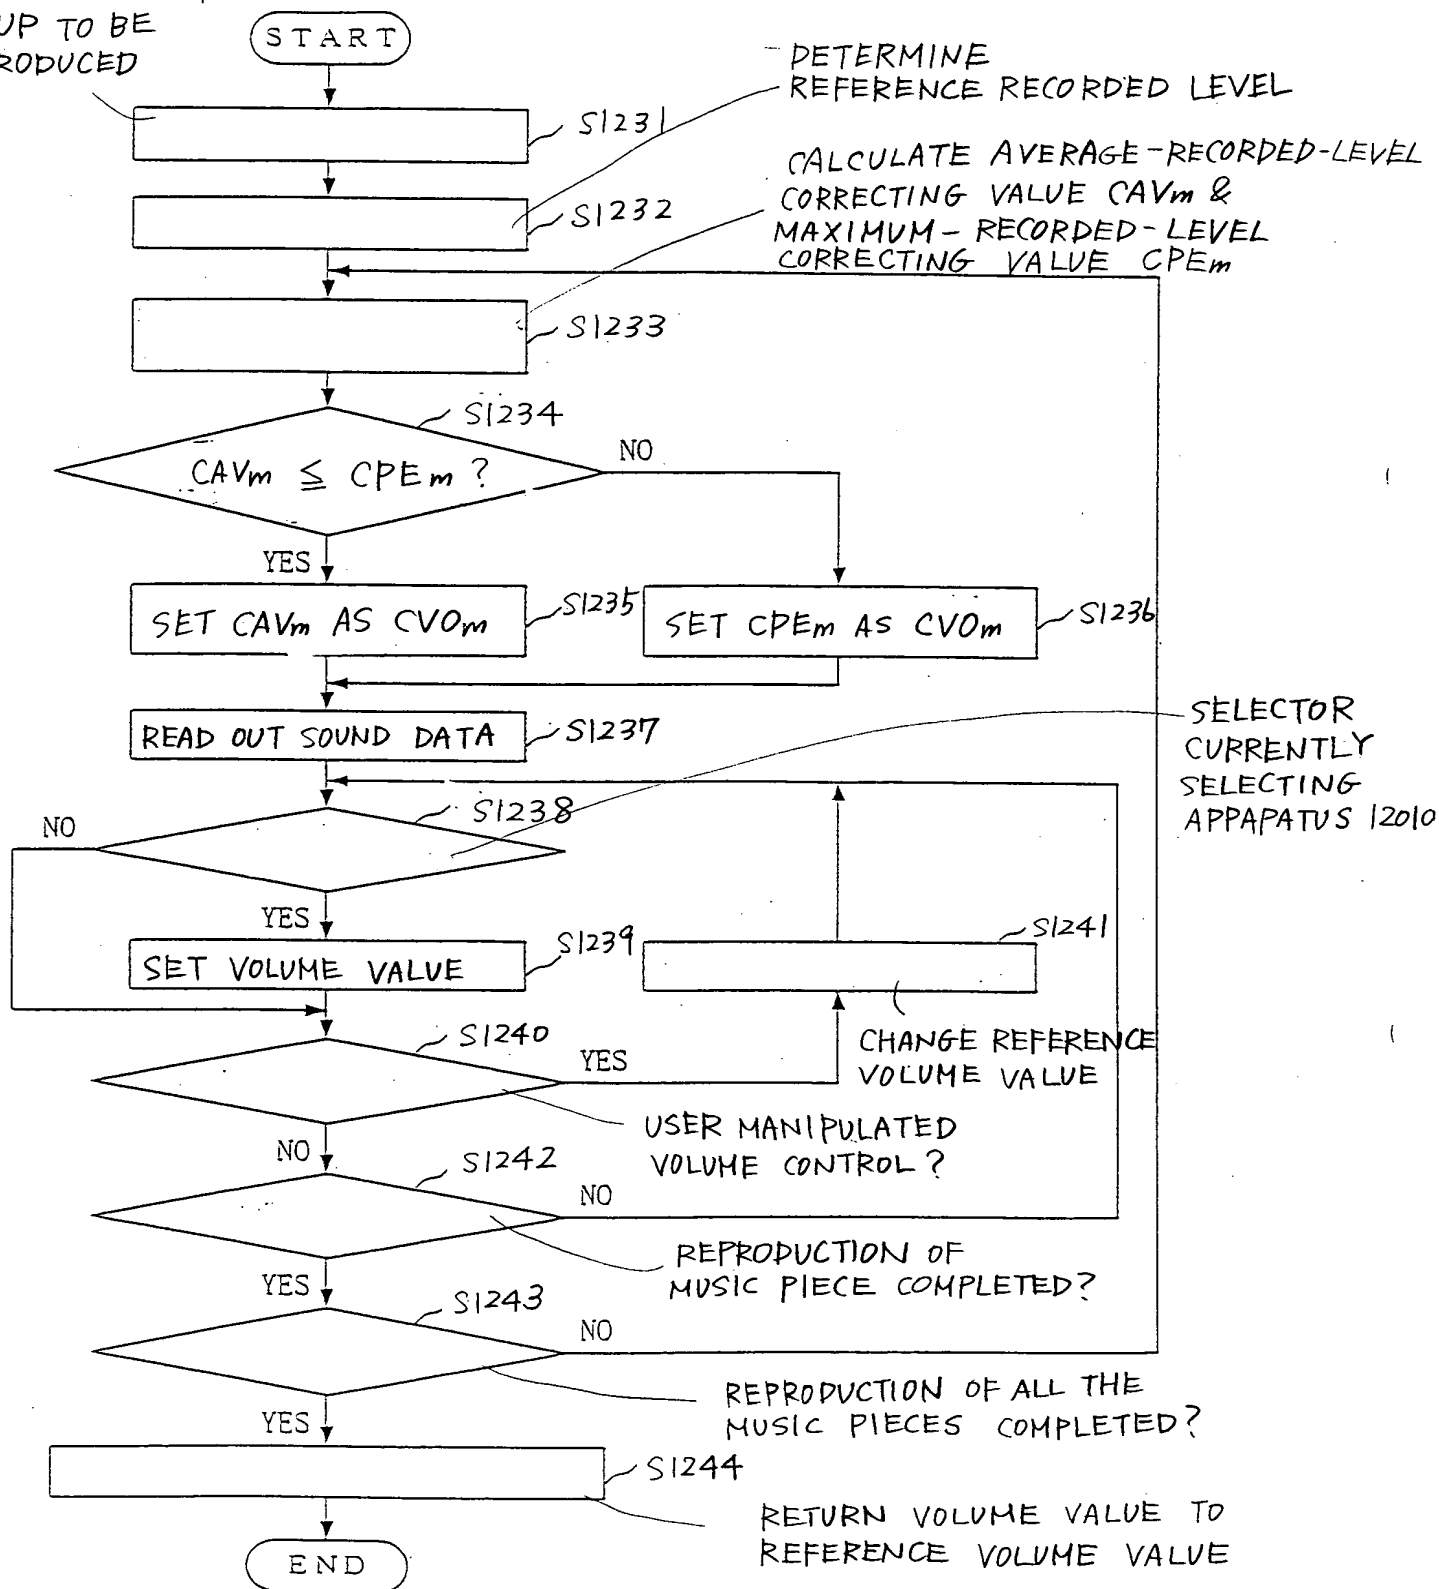 UP TO BE
RODUCED
START
DETERMINE
REFERENCE RECORDED LEVEL
S1231
CALCULATE AVERAGE-RECORDED-LEVEL
CORRECTING VALUE CAVm &
MAXIMUM-RECORDED-LEVEL
CORRECTING VALUE CPEm
S1232
S1233
S1234
CAVm ≦ CPEm ?
NO
YES
SET CAVm AS CVOm
S1235
SET CPEm AS CVOm
S1236
READ OUT SOUND DATA
S1237
SELECTOR
CURRENTLY
SELECTING
APPAPATUS 12010
S1238
NO
YES
SET VOLUME VALUE
S1239
S1241
CHANGE REFERENCE
VOLUME VALUE
S1240
YES
USER MANIPULATED
VOLUME CONTROL?
NO
S1242
NO
REPRODUCTION OF
MUSIC PIECE COMPLETED?
YES
S1243
NO
REPRODUCTION OF ALL THE
MUSIC PIECES COMPLETED?
YES
S1244
RETURN VOLUME VALUE TO
REFERENCE VOLUME VALUE
END